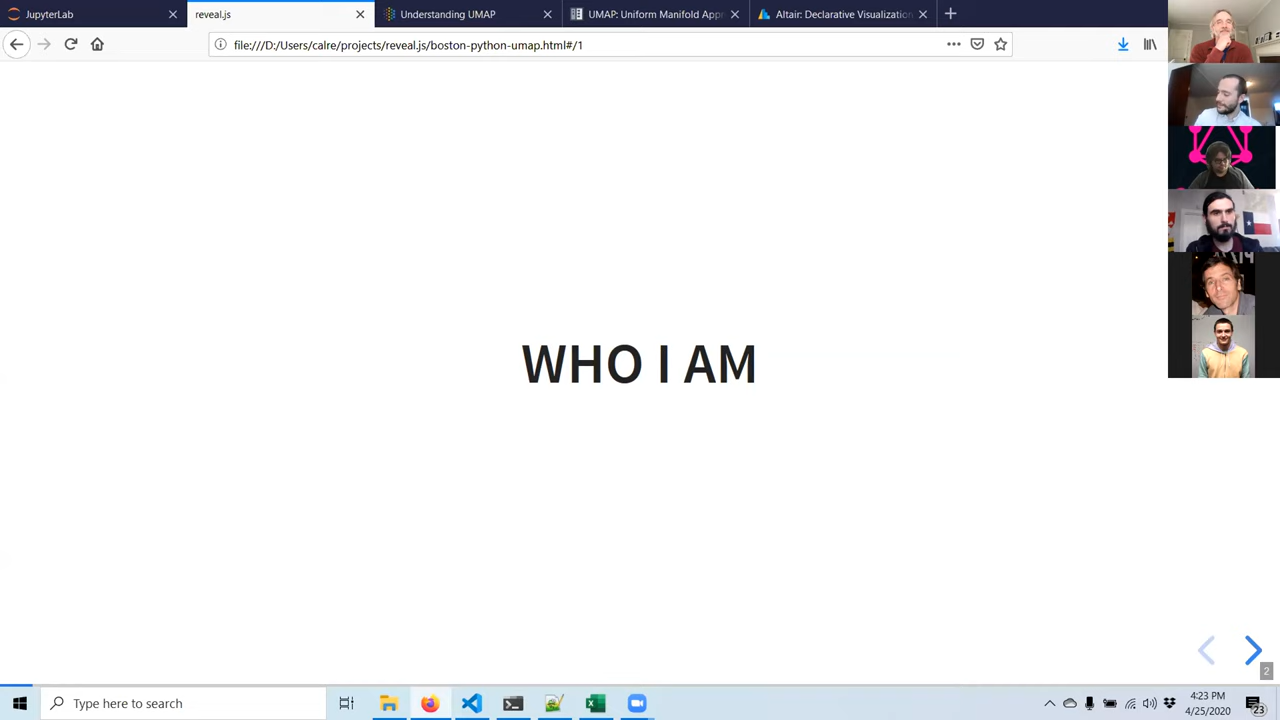 JupyterLab
reveal.js
Understanding UMAP
UMAP: Uniform Manifold Appr
Altair: Declarative Visualization
file:///D:/Users/calre/projects/reveal.js/boston-python-umap.html#/1
WHO I AM
2
Type here to search
4:23 PM
4/25/2020
23